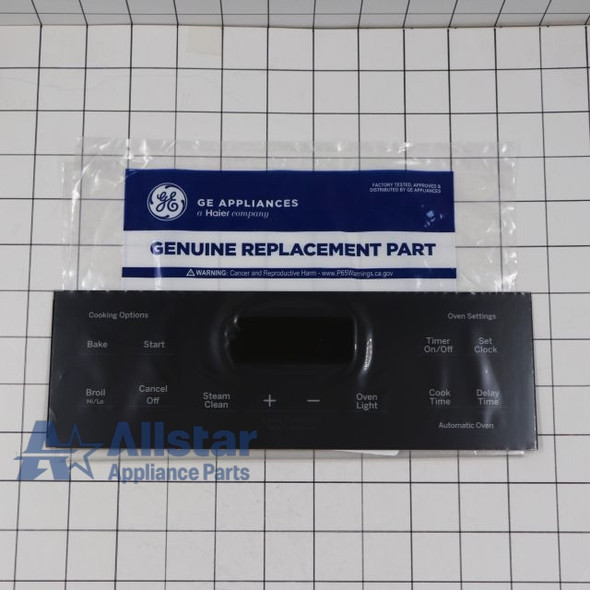 GE
GE APPLIANCES
a Haier company
FACTORY TESTED, APPROVED &
DISTRIBUTED BY GE APPLIANCES
GENUINE REPLACEMENT PART
WARNING: Cancer and Reproductive Harm - www.P65Warnings.ca.gov
Cooking Options
Oven Settings
Bake
Start
Timer
On/Off
Set
Clock
Broil
Hi/Lo
Cancel
Off
Steam
Clean
+
−
Oven
Light
Cook
Time
Delay
Time
Automatic Oven
Allstar
Appliance Parts